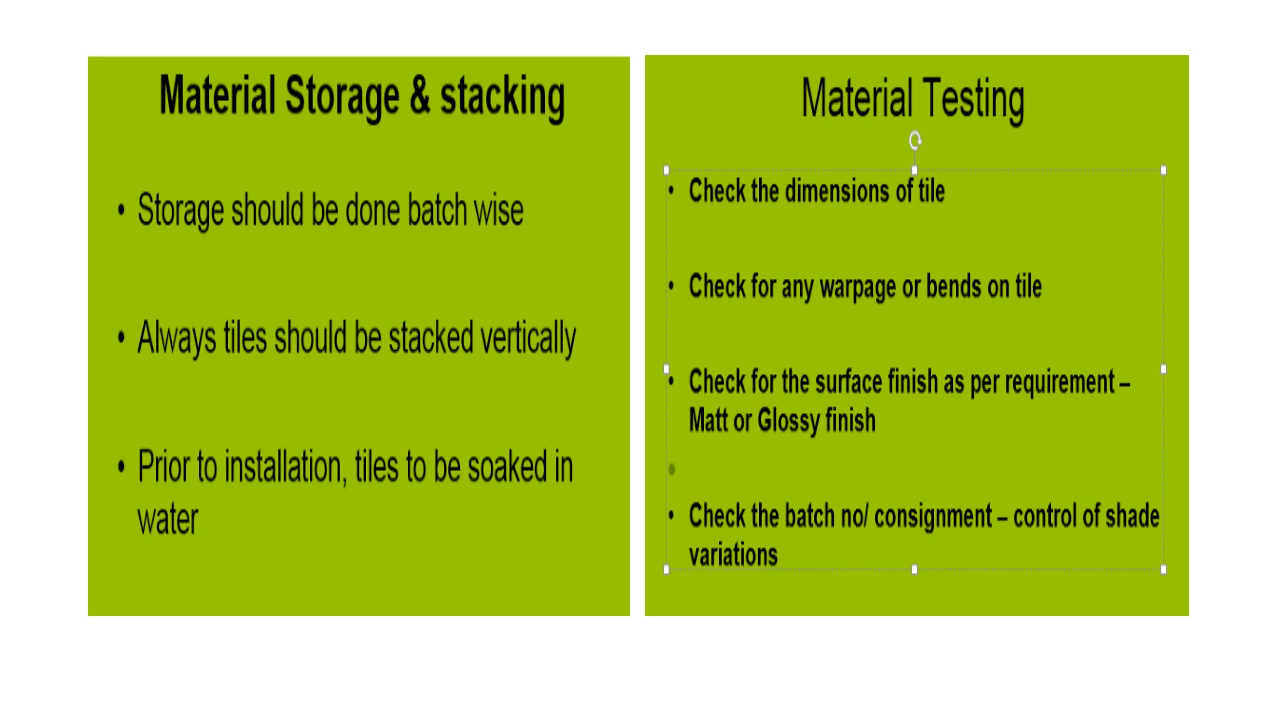 Material Storage & stacking
• Storage should be done batch wise
• Always tiles should be stacked vertically
• Prior to installation, tiles to be soaked in
water
Material Testing
• Check the dimensions of tile
• Check for any warpage or bends on tile
• Check for the surface finish as per requirement –
Matt or Glossy finish
•
• Check the batch no/ consignment – control of shade
variations